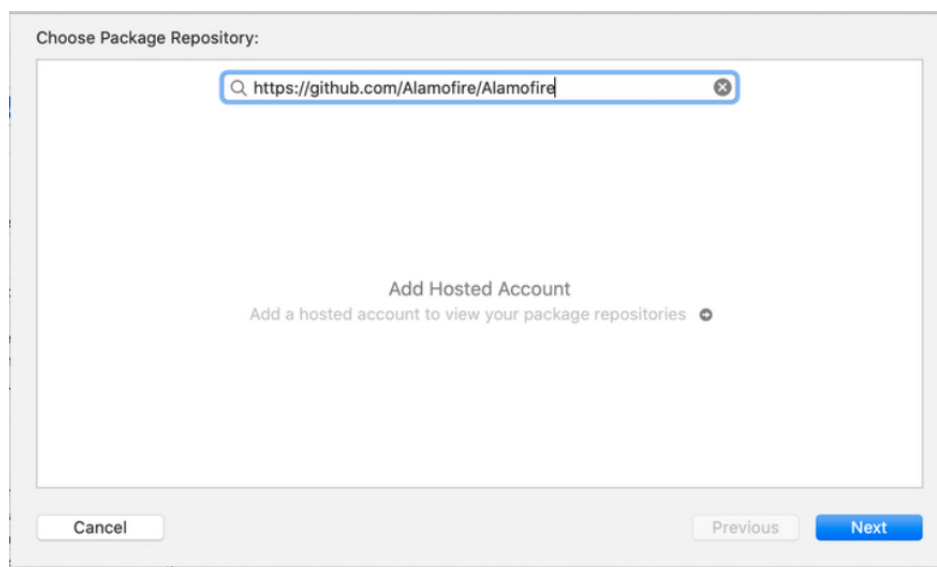 Choose Package Repository:
https://github.com/Alamofire/Alamofire
Add Hosted Account
Add a hosted account to view your package repositories
Cancel
Previous
Next